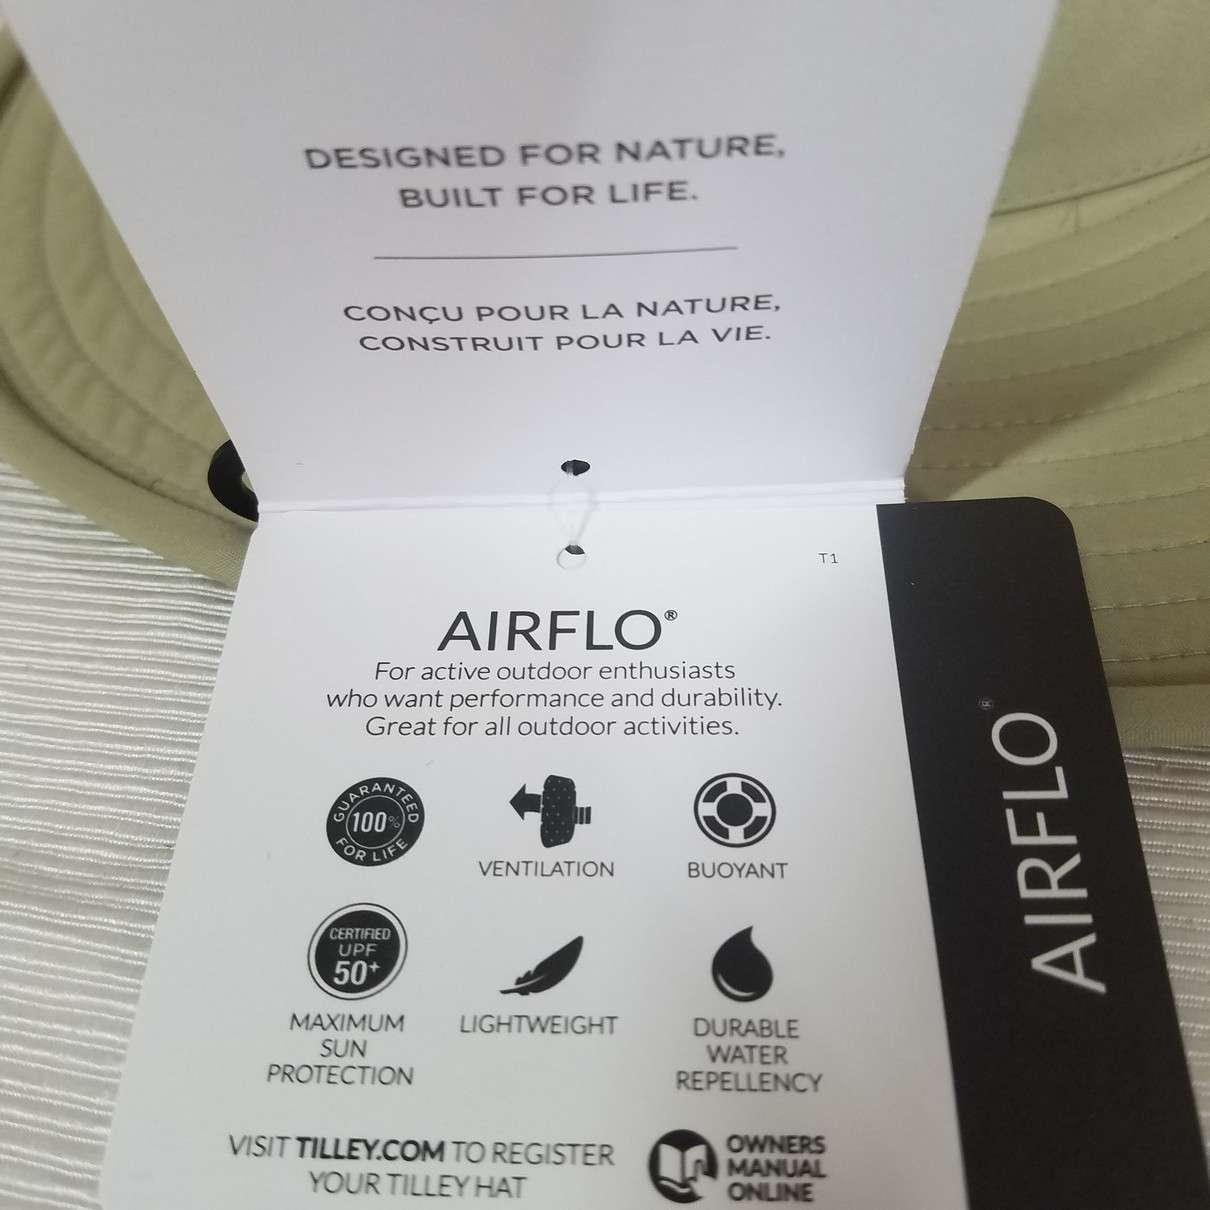 DESIGNED FOR NATURE,
BUILT FOR LIFE.
CONÇU POUR LA NATURE,
CONSTRUIT POUR LA VIE.
T1
AIRFLO®
For active outdoor enthusiasts
who want performance and durability.
Great for all outdoor activities.
GUARANTEED
100%
FOR LIFE
VENTILATION
BUOYANT
CERTIFIED
UPF
50+
MAXIMUM
SUN
PROTECTION
LIGHTWEIGHT
DURABLE
WATER
REPELLENCY
VISIT TILLEY.COM TO REGISTER
YOUR TILLEY HAT
OWNERS
MANUAL
ONLINE
AIRFLO®